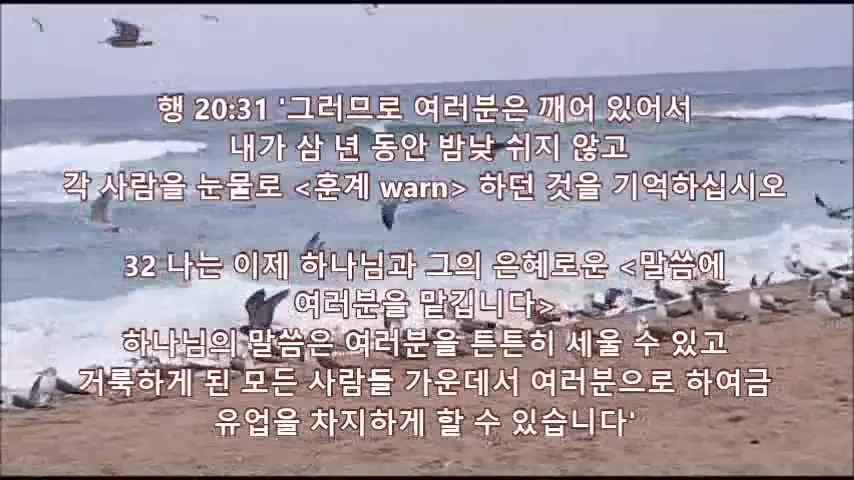 행 20:31 '그러므로 여러분은 깨어 있어서
내가 삼 년 동안 밤낮 쉬지 않고
각 사람을 눈물로 <훈계 warn> 하던 것을 기억하십시오
32 나는 이제 하나님과 그의 은혜로운 <말씀에
여러분을 맡깁니다>
하나님의 말씀은 여러분을 튼튼히 세울 수 있고
거룩하게 된 모든 사람들 가운데서 여러분으로 하여금
유업을 차지하게 할 수 있습니다'